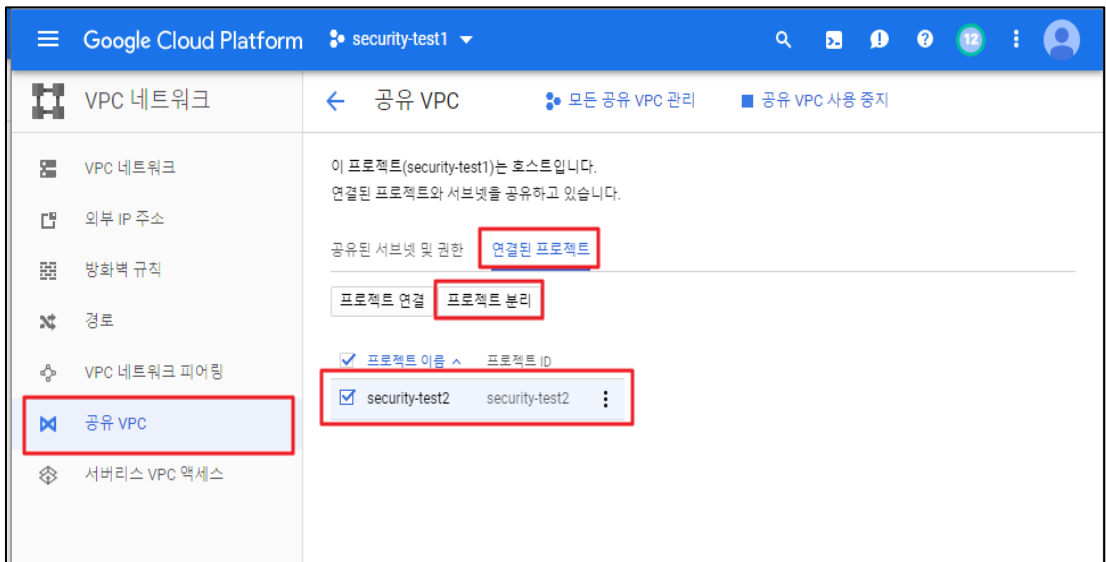 Google Cloud Platform security-test1 12
VPC 네트워크
VPC 네트워크
외부 IP 주소
방화벽 규칙
경로
VPC 네트워크 피어링
공유 VPC
서버리스 VPC 액세스
공유 VPC 모든 공유 VPC 관리 공유 VPC 사용 중지
이 프로젝트(security-test1)는 호스트입니다.
연결된 프로젝트와 서브넷을 공유하고 있습니다.
공유된 서브넷 및 권한 연결된 프로젝트
프로젝트 연결 프로젝트 분리
프로젝트 이름 프로젝트 ID
security-test2 security-test2